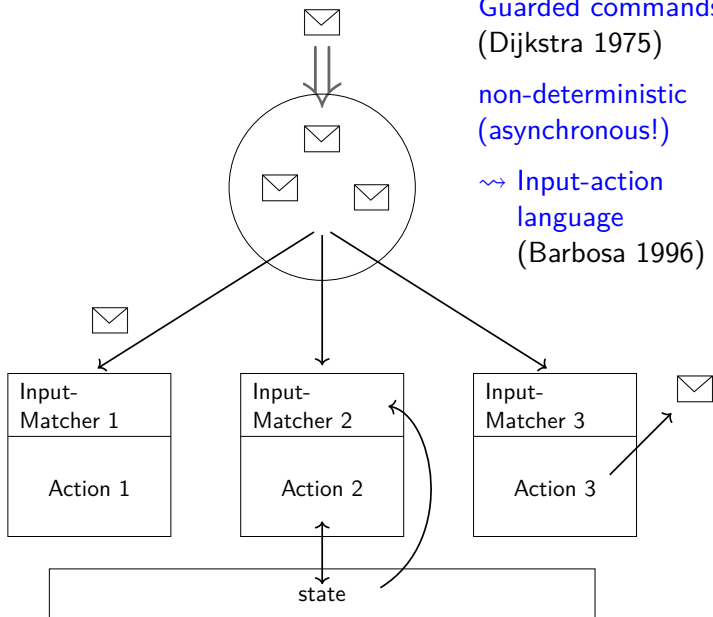 Guarded commands
(Dijkstra 1975)
non-deterministic
(asynchronous!)
⇝ Input-action
language
(Barbosa 1996)
Input-
Matcher 1
Input-
Matcher 2
Input-
Matcher 3
Action 1
Action 2
Action 3
state